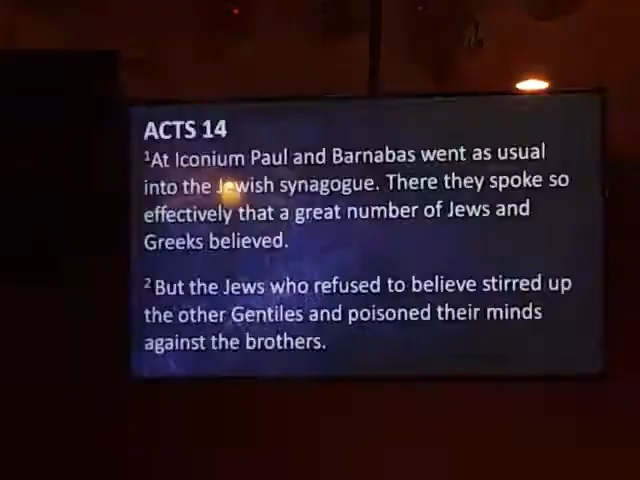 ACTS 14
¹At Iconium Paul and Barnabas went as usual
into the Jewish synagogue. There they spoke so
effectively that a great number of Jews and
Greeks believed.
² But the Jews who refused to believe stirred up
the other Gentiles and poisoned their minds
against the brothers.